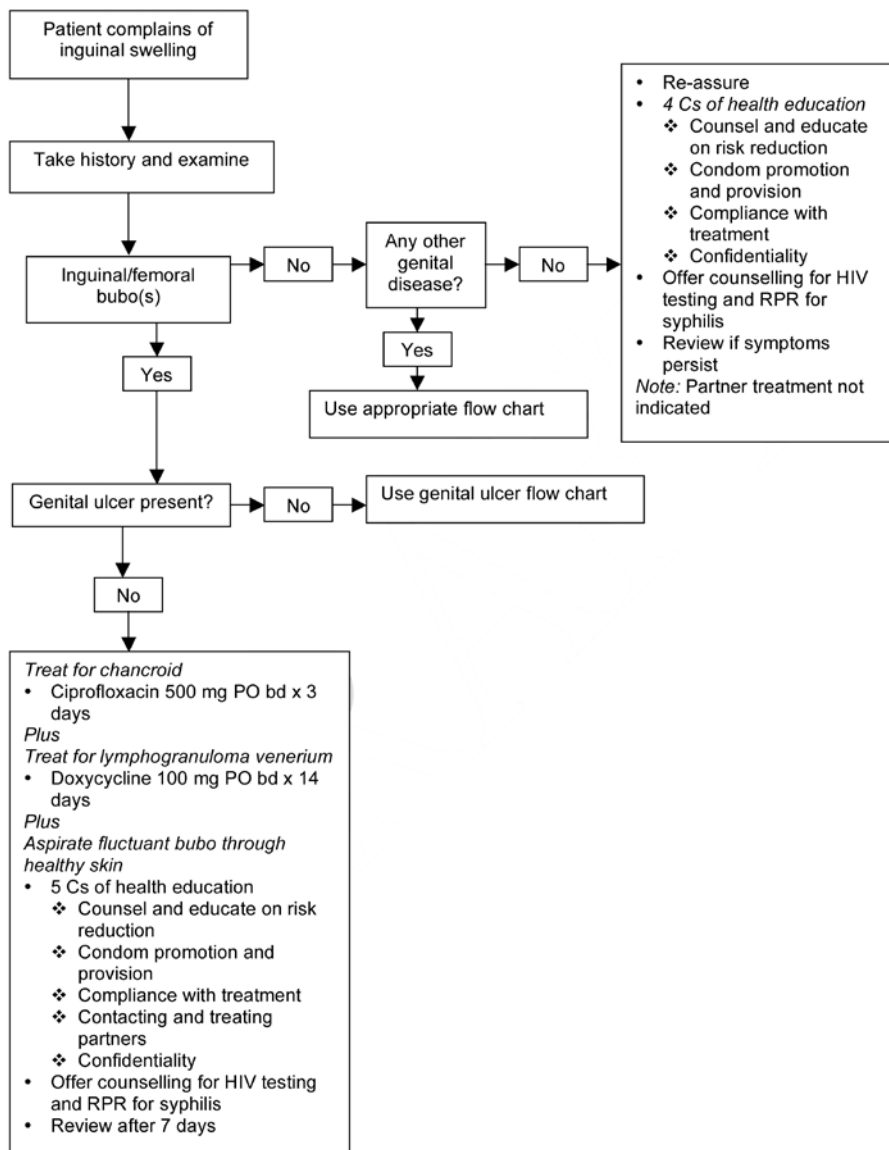 Patient complains of
inguinal swelling
Take history and examine
Inguinal/femoral
bubo(s)
No
Any other
genital
disease?
No
• Re-assure
• 4 Cs of health education
❖ Counsel and educate
on risk reduction
❖ Condom promotion
and provision
❖ Compliance with
treatment
❖ Confidentiality
• Offer counselling for HIV
testing and RPR for
syphilis
• Review if symptoms
persist
Note: Partner treatment not
indicated
Yes
Use appropriate flow chart
Yes
Genital ulcer present?
No
Use genital ulcer flow chart
No
Treat for chancroid
• Ciprofloxacin 500 mg PO bd x 3
days
Plus
Treat for lymphogranuloma venerium
• Doxycycline 100 mg PO bd x 14
days
Plus
Aspirate fluctuant bubo through
healthy skin
• 5 Cs of health education
❖ Counsel and educate on risk
reduction
❖ Condom promotion and
provision
❖ Compliance with treatment
❖ Contacting and treating
partners
❖ Confidentiality
• Offer counselling for HIV testing
and RPR for syphilis
• Review after 7 days